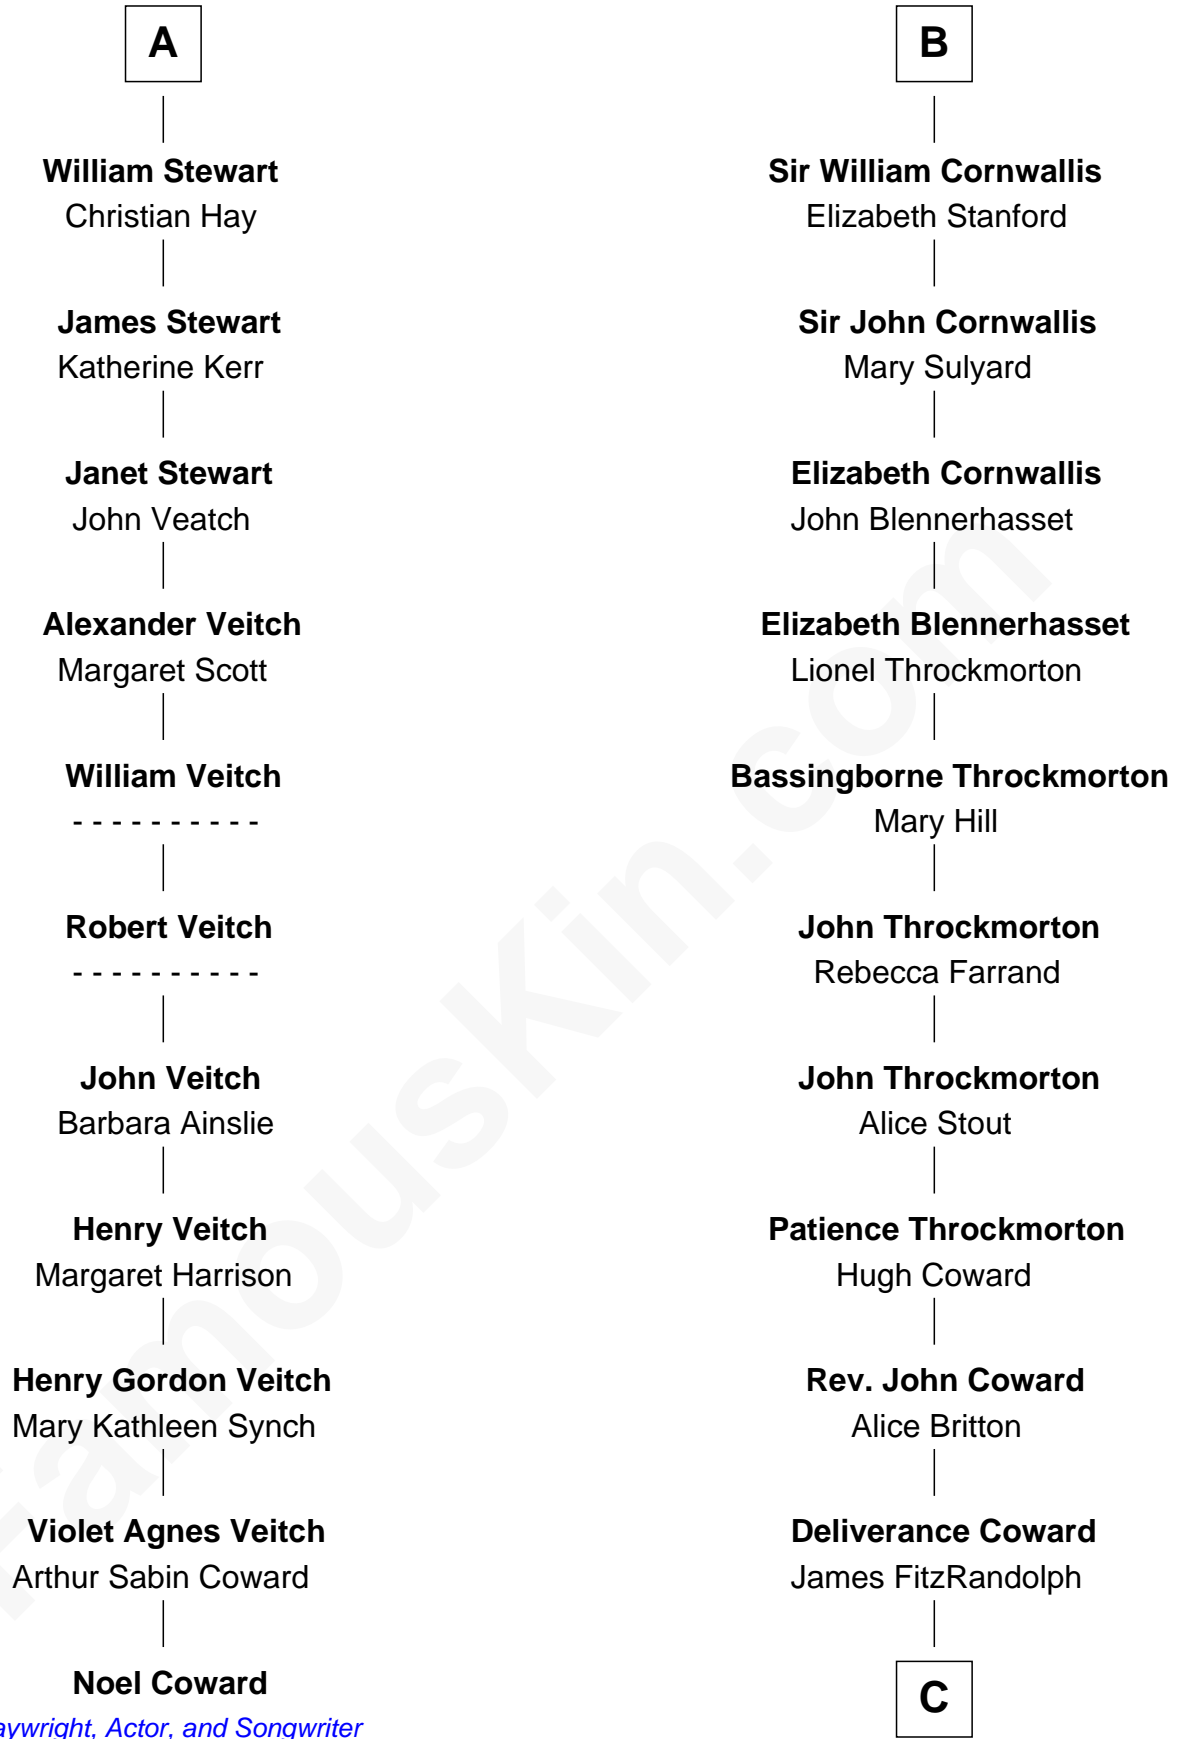 A
William Stewart
Christian Hay
James Stewart
Katherine Kerr
Janet Stewart
John Veatch
Alexander Veitch
Margaret Scott
William Veitch
- - - - - - - - - -
Robert Veitch
- - - - - - - - - -
John Veitch
Barbara Ainslie
Henry Veitch
Margaret Harrison
Henry Gordon Veitch
Mary Kathleen Synch
Violet Agnes Veitch
Arthur Sabin Coward
Noel Coward
aywright, Actor, and Songwriter
B
Sir William Cornwallis
Elizabeth Stanford
Sir John Cornwallis
Mary Sulyard
Elizabeth Cornwallis
John Blennerhasset
Elizabeth Blennerhasset
Lionel Throckmorton
Bassingborne Throckmorton
Mary Hill
John Throckmorton
Rebecca Farrand
John Throckmorton
Alice Stout
Patience Throckmorton
Hugh Coward
Rev. John Coward
Alice Britton
Deliverance Coward
James FitzRandolph
C
FamousKin.com